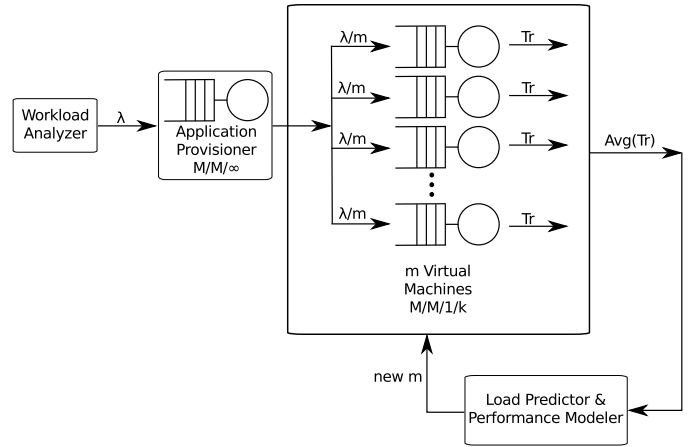 Workload
Analyzer
λ
Application
Provisioner
M/M/∞
λ/m
Tr
λ/m
Tr
λ/m
Tr
λ/m
Tr
m Virtual
Machines
M/M/1/k
Avg(Tr)
new m
Load Predictor &
Performance Modeler